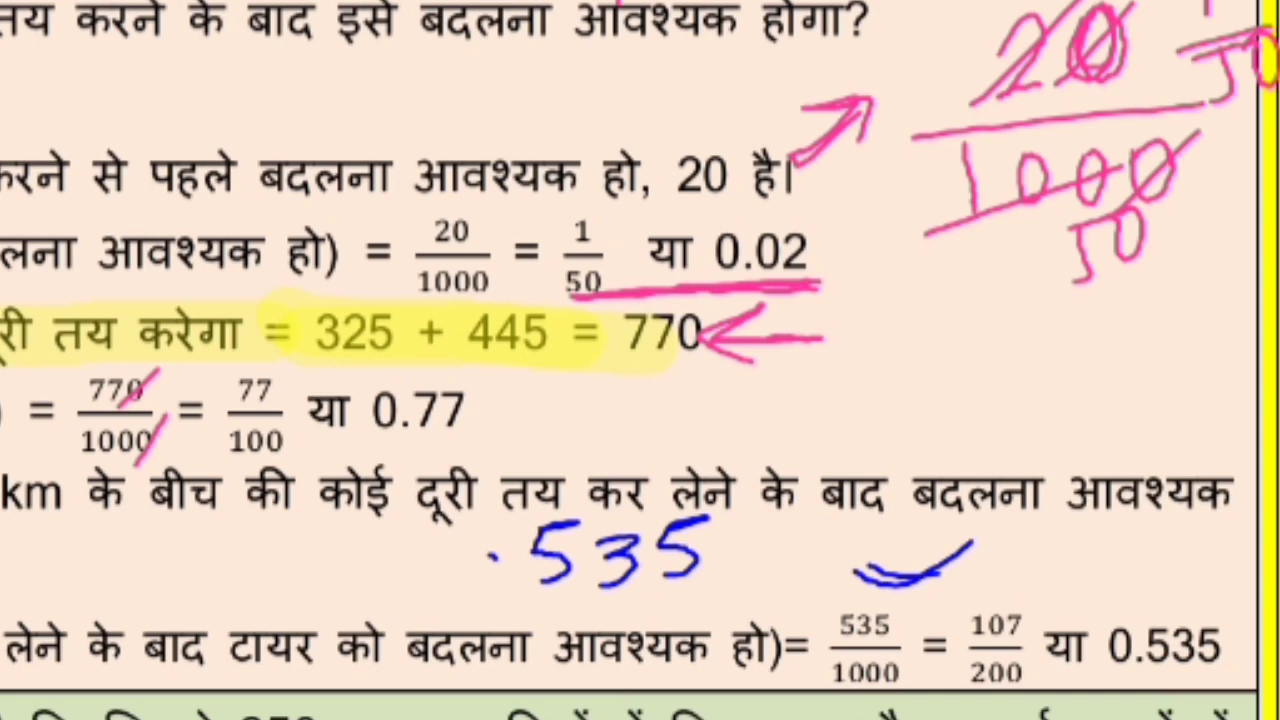 तय करने के बाद इसे बदलना आवश्यक होगा?
20
1000
50
50
करने से पहले बदलना आवश्यक हो, 20 है।
लना आवश्यक हो) = 20/1000 = 1/50 या 0.02
री तय करेगा = 325 + 445 = 770
) = 770/1000 = 77/100 या 0.77
km के बीच की कोई दूरी तय कर लेने के बाद बदलना आवश्यक
.535
लेने के बाद टायर को बदलना आवश्यक हो)= 535/1000 = 107/200 या 0.535